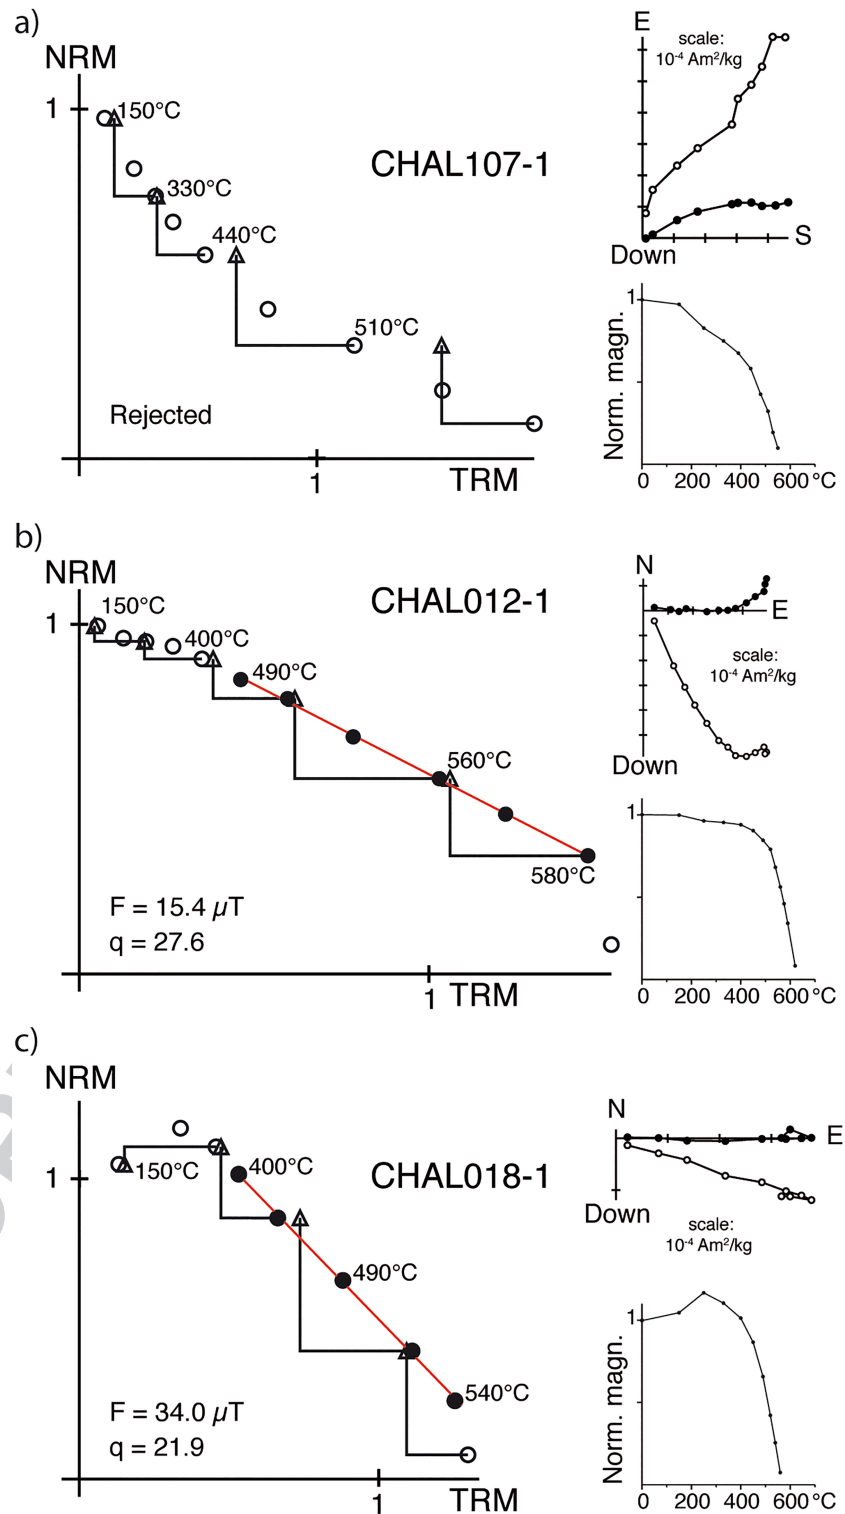 a)
NRM
1
150°C
330°C
440°C
510°C
CHAL107-1
Rejected
1
TRM
E
scale:
10⁻⁴ Am²/kg
S
Down
1
Norm. magn.
0 200 400 600 °C
b)
NRM
1
150°C
400°C
490°C
560°C
580°C
CHAL012-1
F = 15.4 µT
q = 27.6
1
TRM
N
E
scale:
10⁻⁴ Am²/kg
Down
1
0 200 400 600 °C
c)
NRM
1
150°C
400°C
490°C
540°C
CHAL018-1
F = 34.0 µT
q = 21.9
1
TRM
N
E
Down
scale:
10⁻⁴ Am²/kg
1
Norm. magn.
0 200 400 600 °C